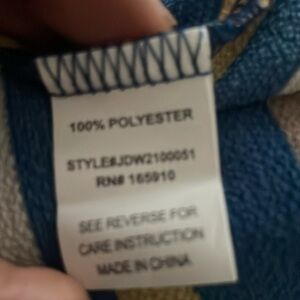 100% POLYESTER
STYLE#JDW2100051
RN# 165910
SEE REVERSE FOR
CARE INSTRUCTION
MADE IN CHINA